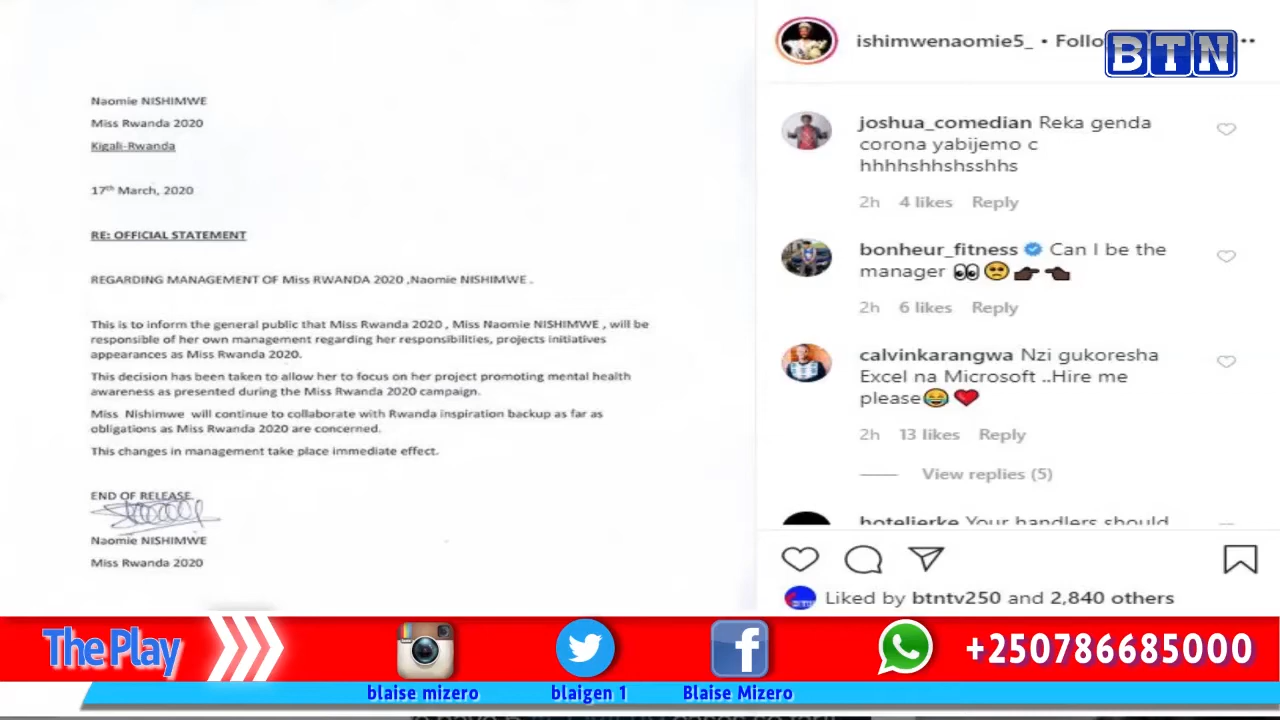 Naomie NISHIMWE
Miss Rwanda 2020
Kigali-Rwanda
17th March, 2020
RE: OFFICIAL STATEMENT
REGARDING MANAGEMENT OF Miss RWANDA 2020 ,Naomie NISHIMWE .
This is to inform the general public that Miss Rwanda 2020 , Miss Naomie NISHIMWE , will be
responsible of her own management regarding her responsibilities, projects initiatives
appearances as Miss Rwanda 2020.
This decision has been taken to allow her to focus on her project promoting mental health
awareness as presented during the Miss Rwanda 2020 campaign.
Miss Nishimwe will continue to collaborate with Rwanda inspiration backup as far as
obligations as Miss Rwanda 2020 are concerned.
This changes in management take place immediate effect.
END OF RELEASE.
Naomie NISHIMWE
Miss Rwanda 2020
ishimwenaomie5_ • Follo
BTN
joshua_comedian Reka genda
corona yabijemo c
hhhhshhshsshhs
2h 4 likes Reply
bonheur_fitness Can I be the
manager 👀🥺👉🏿👈🏿
2h 6 likes Reply
calvinkarangwa Nzi gukoresha
Excel na Microsoft ..Hire me
please😂❤️
2h 13 likes Reply
View replies (5)
hotelierke Your handlers should
Liked by btntv250 and 2,840 others
The Play
blaise mizero
blaigen 1
Blaise Mizero
+250786685000